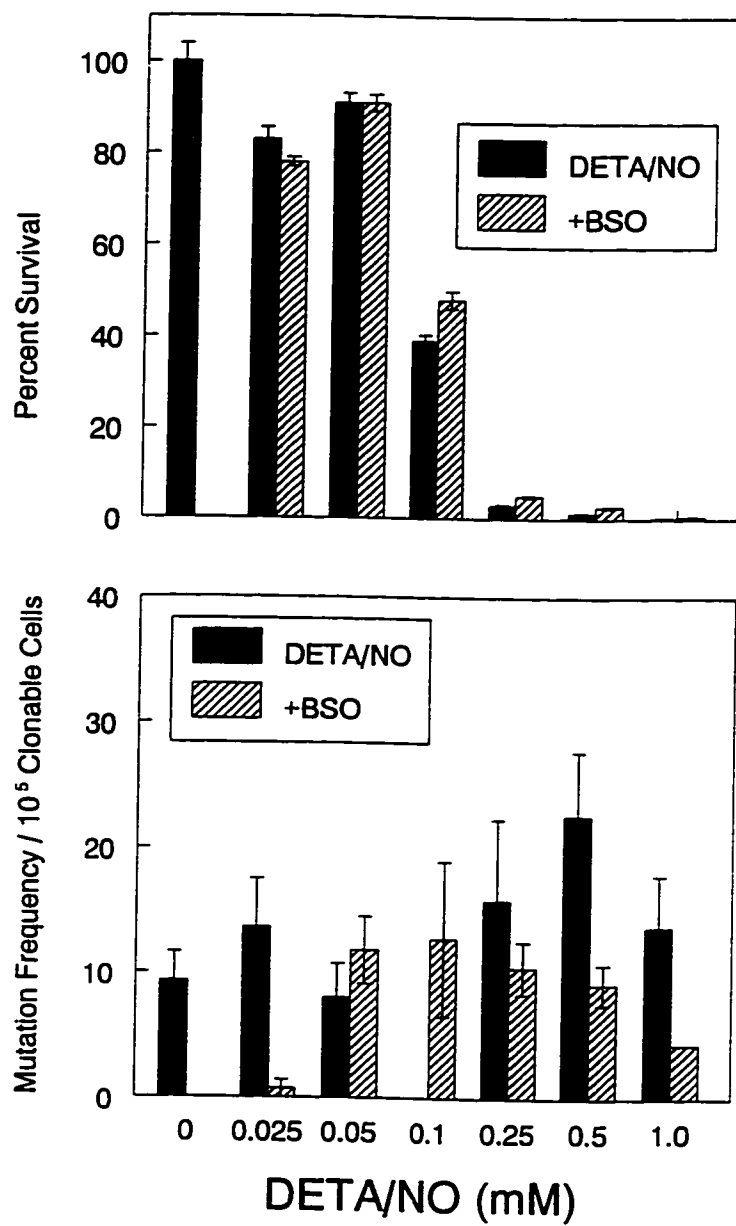 100
80
60
40
20
0
Percent Survival
DETA/NO
+BSO
40
30
20
10
0
Mutation Frequency / 10⁵ Clonable Cells
DETA/NO
+BSO
0 0.025 0.05 0.1 0.25 0.5 1.0
DETA/NO (mM)